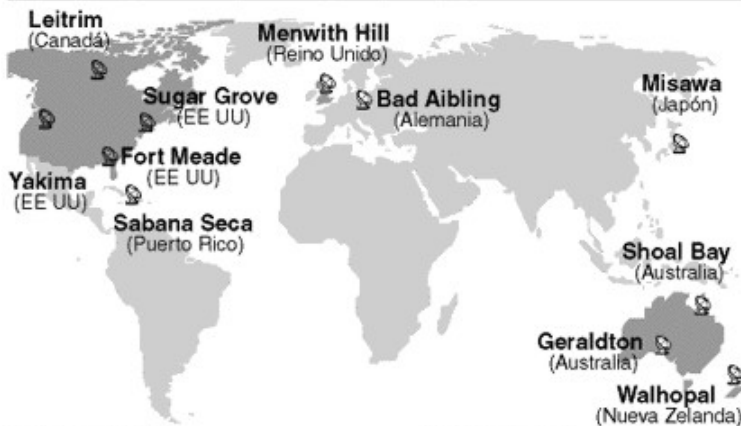 Leitrim
(Canadá)
Menwith Hill
(Reino Unido)
Misawa
(Japón)
Sugar Grove
(EE UU)
Bad Aibling
(Alemania)
Fort Meade
(EE UU)
Yakima
(EE UU)
Sabana Seca
(Puerto Rico)
Shoal Bay
(Australia)
Geraldton
(Australia)
Walhopal
(Nueva Zelanda)